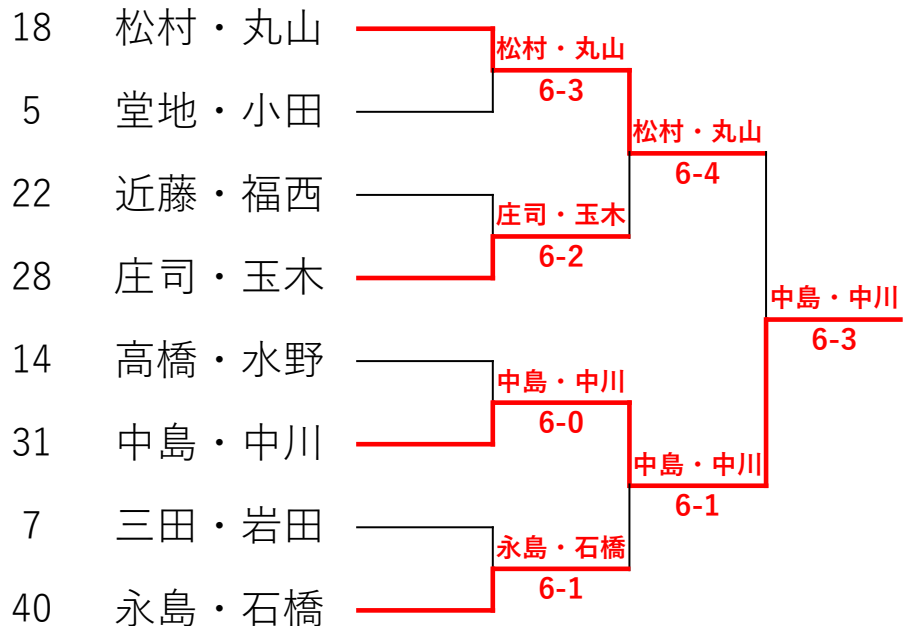 18 松村・丸山
5 堂地・小田
22 近藤・福西
28 庄司・玉木
14 高橋・水野
31 中島・中川
7 三田・岩田
40 永島・石橋
松村・丸山
6-3
庄司・玉木
6-2
中島・中川
6-0
永島・石橋
6-1
松村・丸山
6-4
中島・中川
6-1
中島・中川
6-3